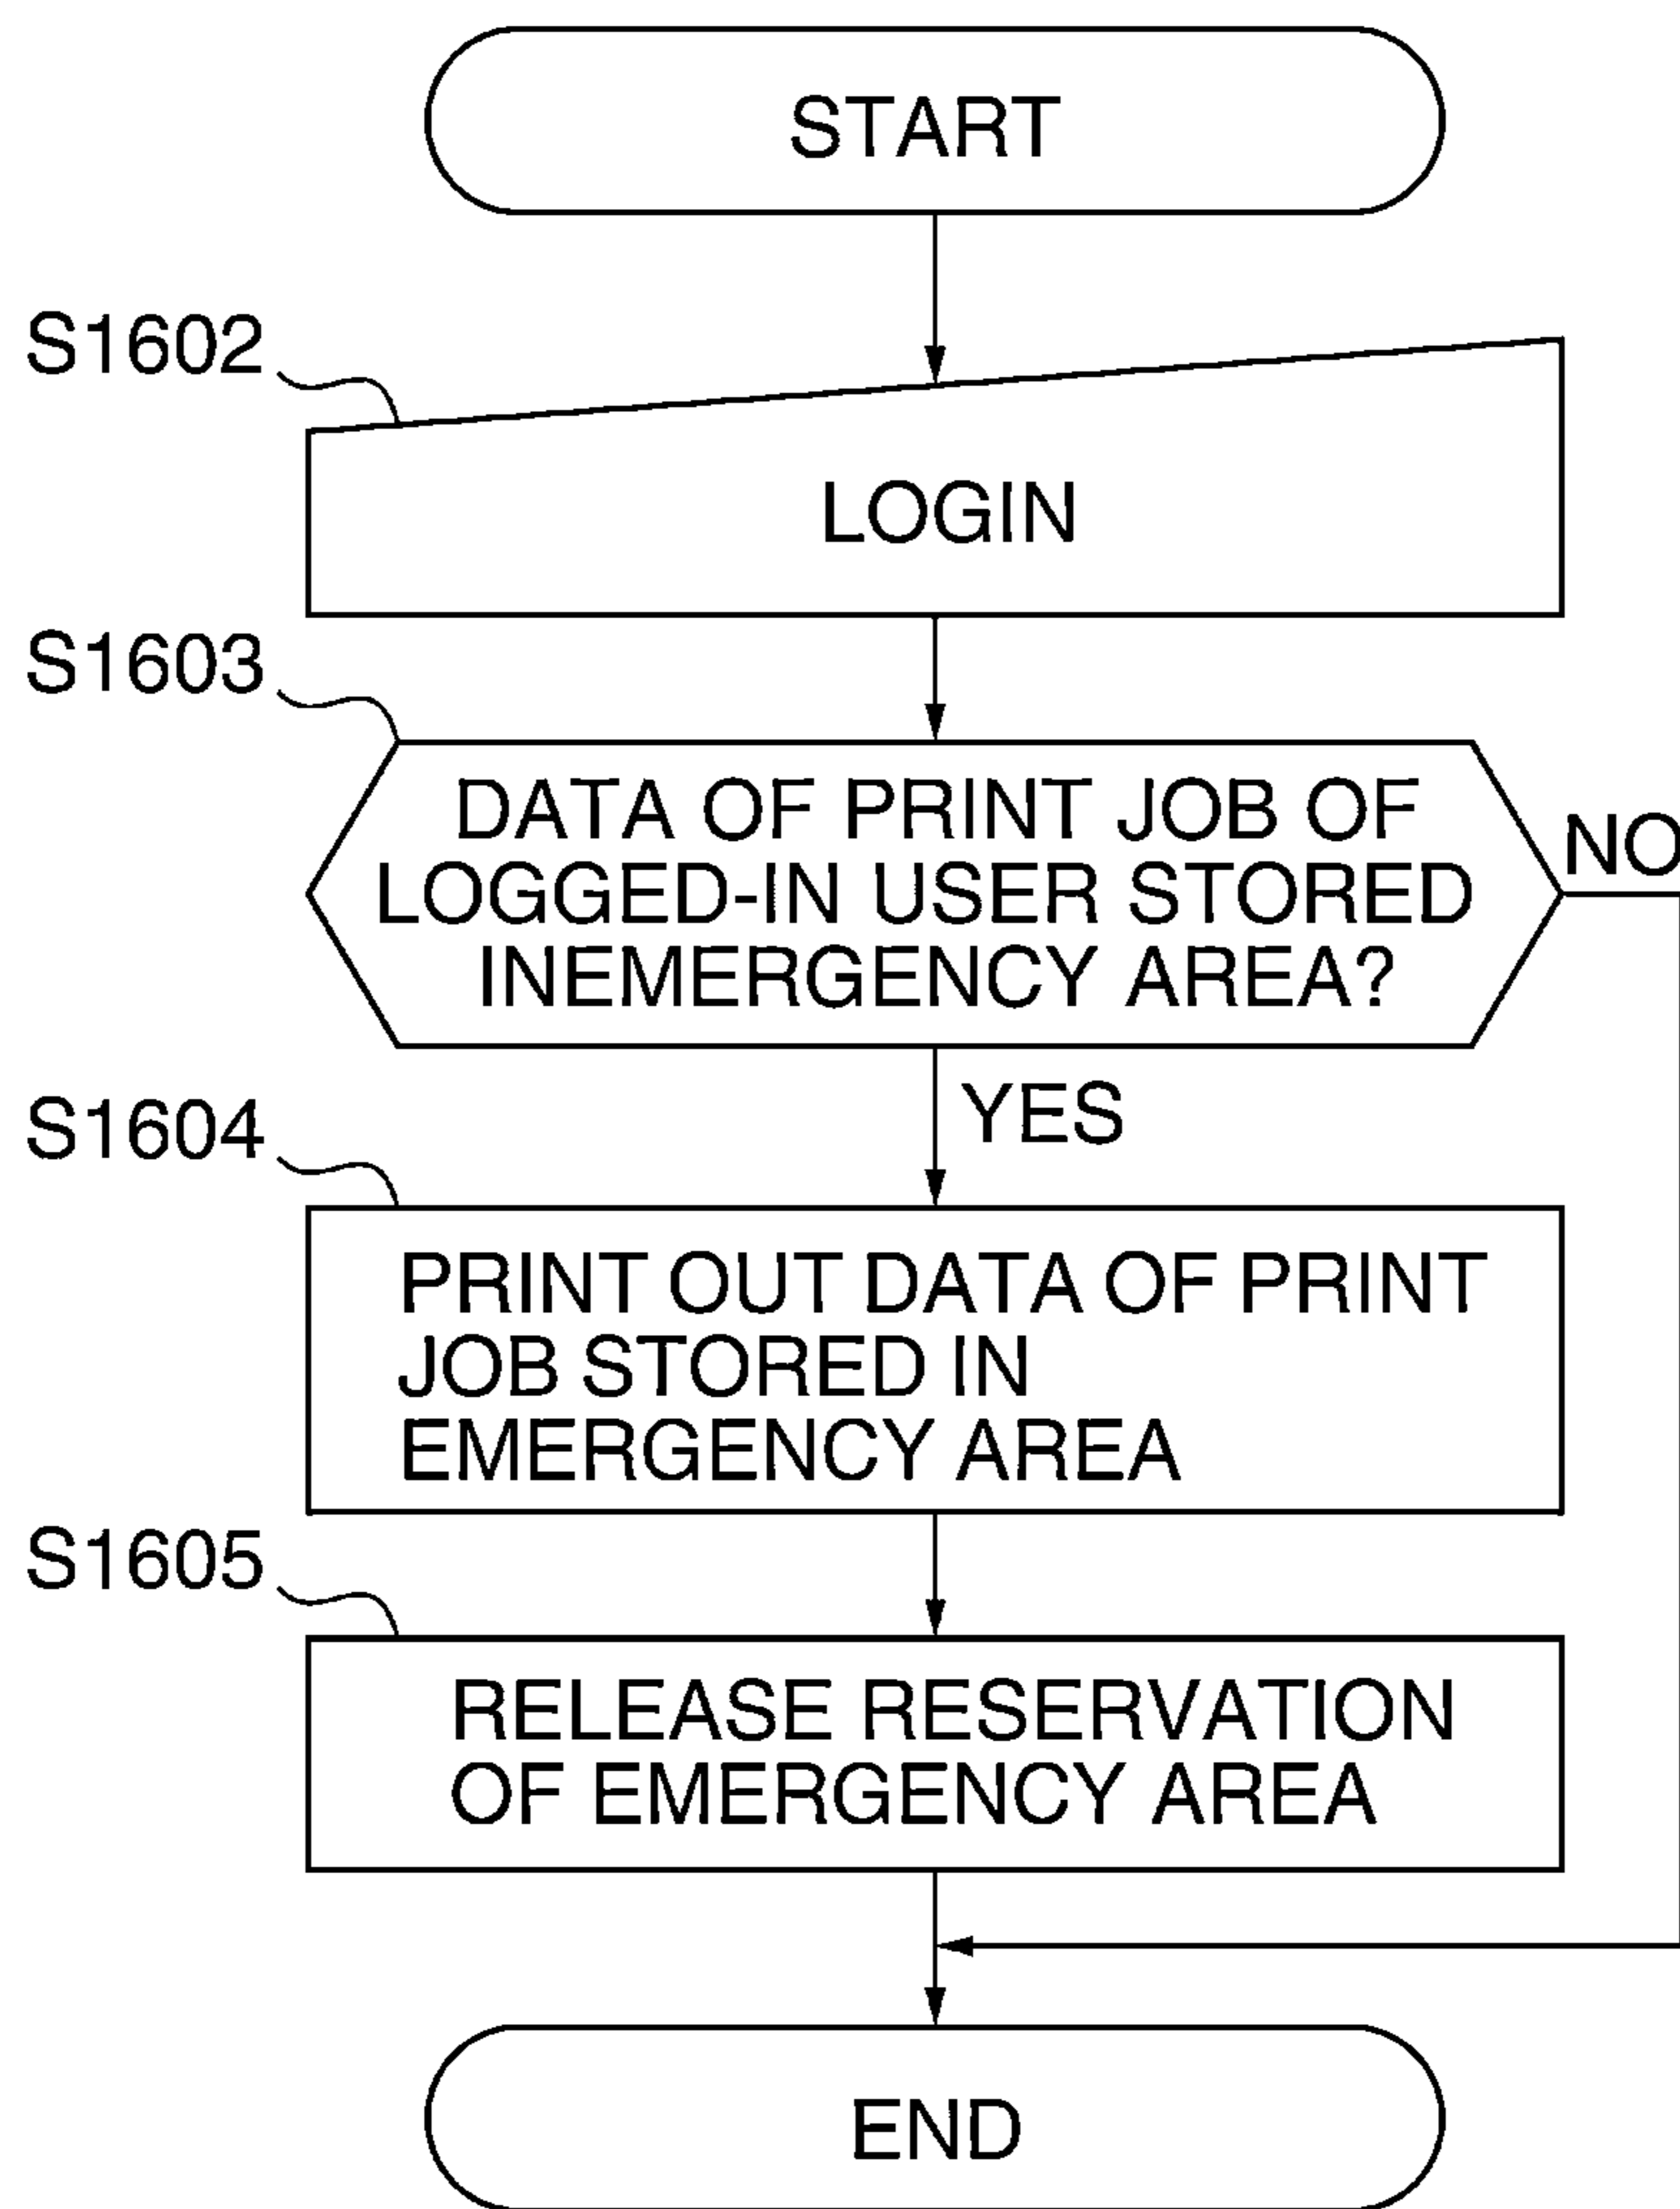 START
S1602
LOGIN
S1603
DATA OF PRINT JOB OF
LOGGED-IN USER STORED
INEMERGENCY AREA?
NO
YES
S1604
PRINT OUT DATA OF PRINT
JOB STORED IN
EMERGENCY AREA
S1605
RELEASE RESERVATION
OF EMERGENCY AREA
END